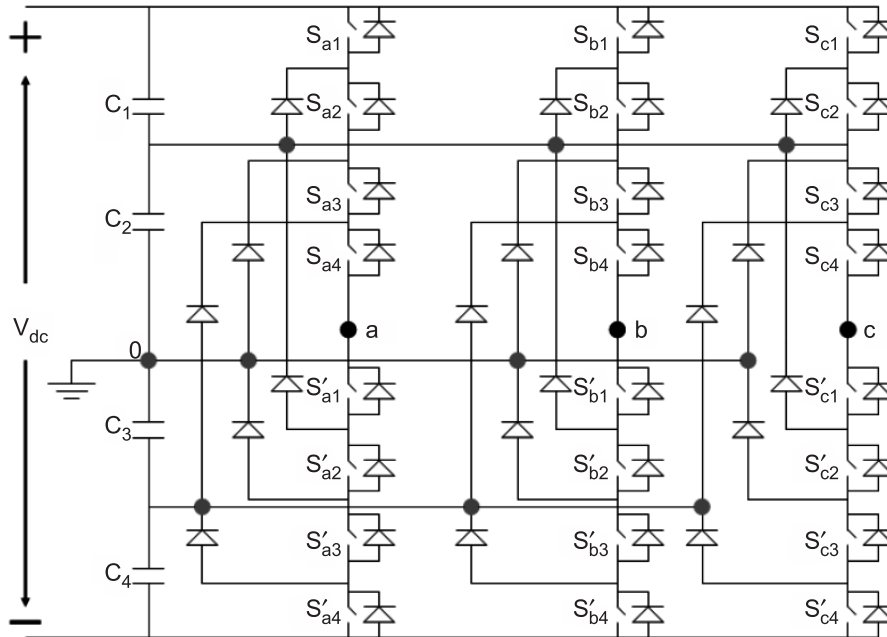 +
S_a1 S_b1 S_c1
C_1 S_a2 S_b2 S_c2
C_2 S_a3 S_b3 S_c3
S_a4 S_b4 S_c4
V_dc 0 a b c
S′_a1 S′_b1 S′_c1
C_3 S′_a2 S′_b2 S′_c2
S′_a3 S′_b3 S′_c3
C_4 S′_a4 S′_b4 S′_c4
−